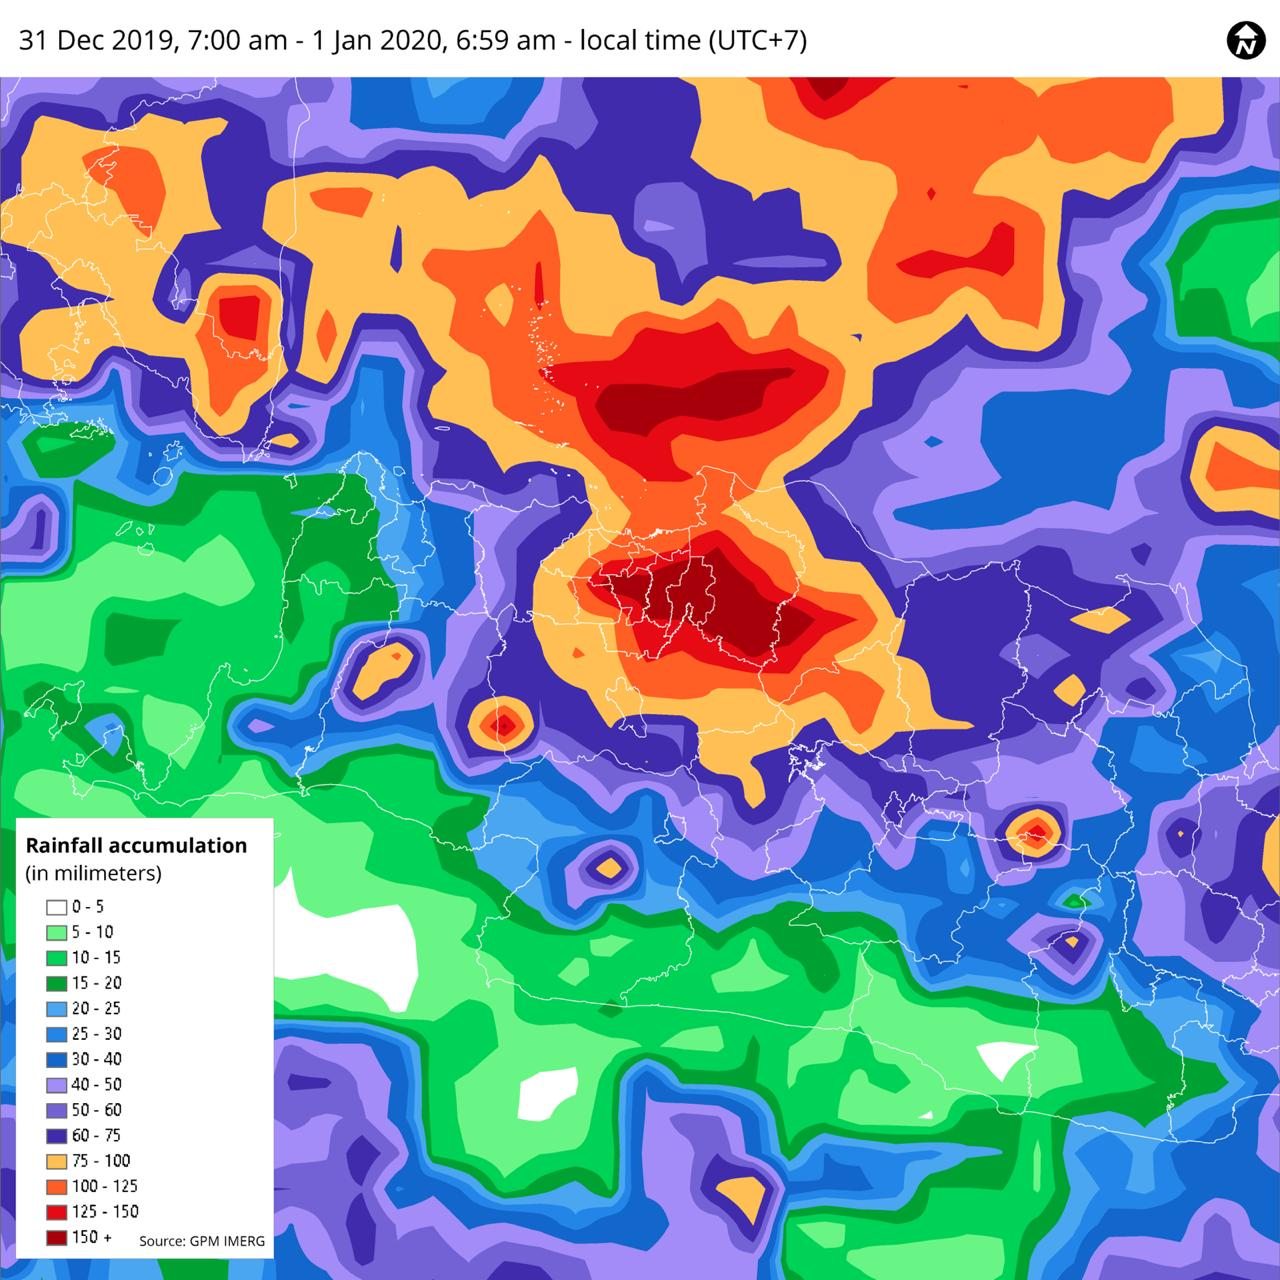 31 Dec 2019, 7:00 am - 1 Jan 2020, 6:59 am - local time (UTC+7)
N
Rainfall accumulation
(in milimeters)
0 - 5
5 - 10
10 - 15
15 - 20
20 - 25
25 - 30
30 - 40
40 - 50
50 - 60
60 - 75
75 - 100
100 - 125
125 - 150
150 +
Source: GPM IMERG